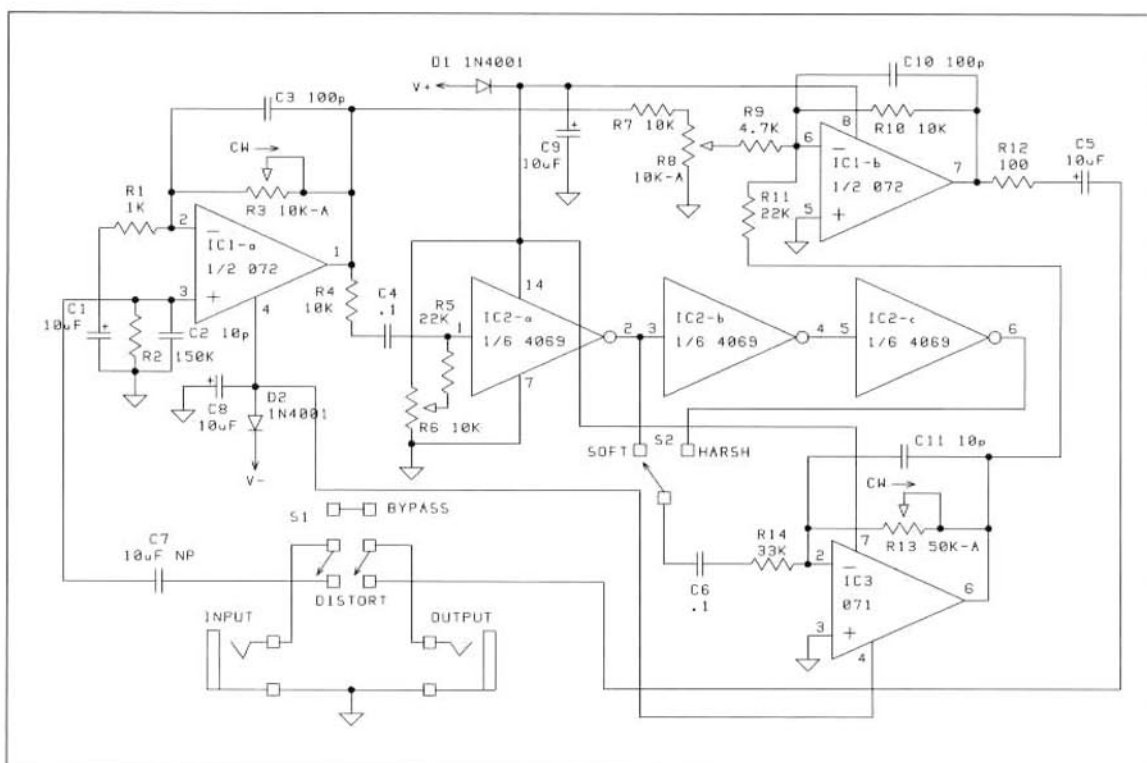 D1 1N4001
V+
C3 100p
CW →
R3 10K-A
R1
1K
2
−
IC1-a
1/2 072
3
+
1
4
C1
10uF
+
R2
C2 10p
150K
R4
10K
C4
.1
R5
22K
R6 10K
+
C8
10uF
D2
1N4001
V-
+
C9
10uF
R7 10K
R8
10K-A
R9
4.7K
C10 100p
R10 10K
R11
22K
6
−
8
IC1-b
1/2 072
5
+
7
R12
100
C5
10uF
+
1
14
IC2-a
1/6 4069
7
2
3
IC2-b
1/6 4069
4
5
IC2-c
1/6 4069
6
SOFT
S2
HARSH
C6
.1
R14
33K
C11 10p
CW →
R13 50K-A
2
−
7
IC3
071
3
+
4
6
S1
BYPASS
DISTORT
C7
10uF NP
INPUT
OUTPUT